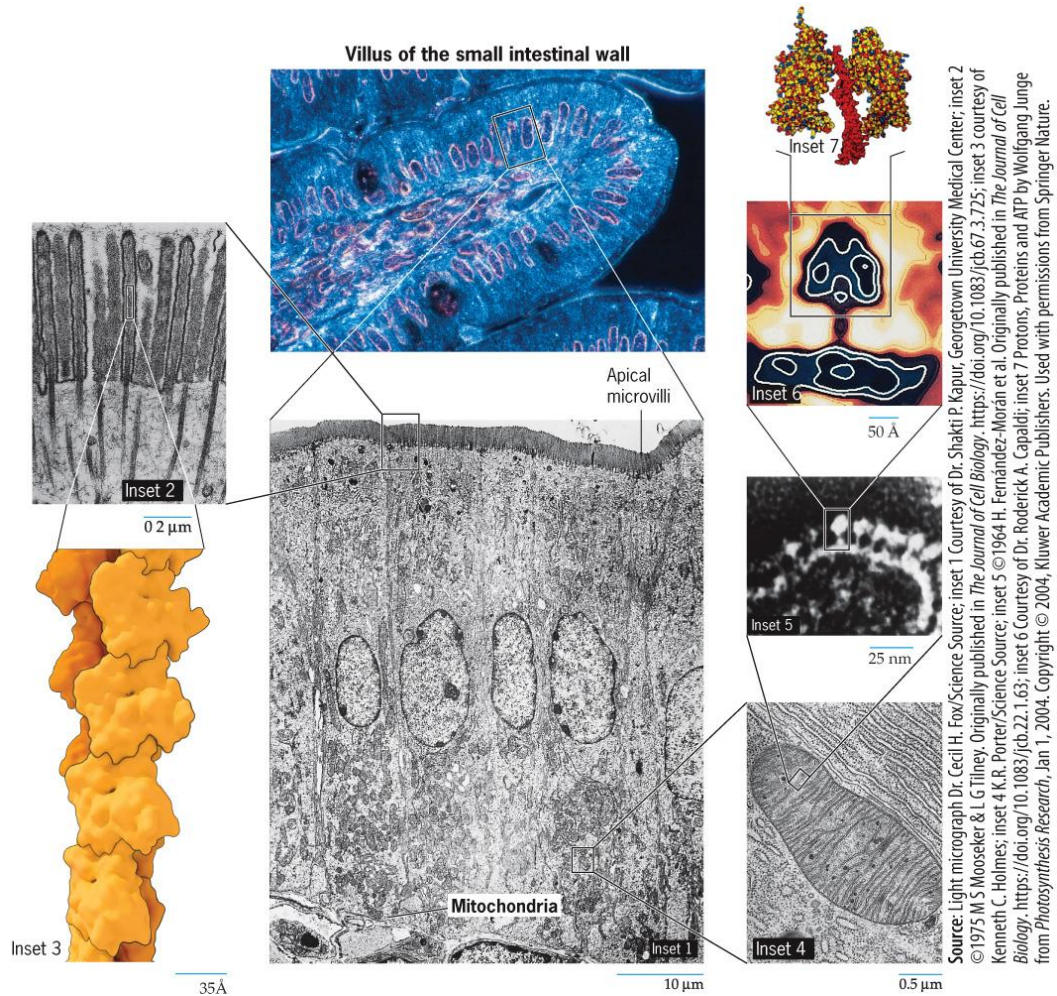 Villus of the small intestinal wall
Inset 7
Apical
microvilli
Inset 6
50 Å
Inset 2
0 2 µm
Inset 5
25 nm
Mitochondria
Inset 3
Inset 1
Inset 4
35Å
10 µm
0.5 µm
Source: Light micrograph Dr. Cecil H. Fox/Science Source; inset 1 Courtesy of Dr. Shakti P. Kapur, Georgetown University Medical Center; inset 2
©1975 M S Mooseker & L G Tilney. Originally published in The Journal of Cell Biology. https://doi.org/10.1083/jcb.67.3.725; inset 3 courtesy of
Kenneth C. Holmes; inset 4 K.R. Porter/Science Source; inset 5 ©1964 H. Fernández-Morán et al. Originally published in The Journal of Cell
Biology. https://doi.org/10.1083/jcb.22.1.63; inset 6 Courtesy of Dr. Roderick A. Capaldi; inset 7 Protons, Proteins and ATP by Wolfgang Junge
from Photosynthesis Research, Jan 1, 2004. Copyright © 2004, Kluwer Academic Publishers. Used with permissions from Springer Nature.